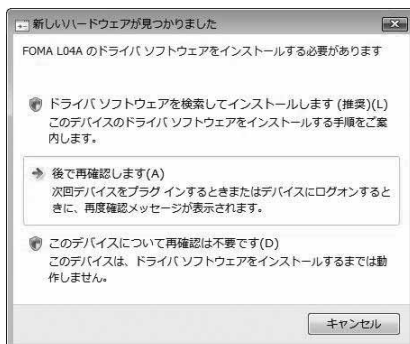 新しいハードウェアが見つかりました
FOMA L04A のドライバ ソフトウェアをインストールする必要があります
ドライバ ソフトウェアを検索してインストールします (推奨)(L)
このデバイスのドライバ ソフトウェアをインストールする手順をご案
内します。
後で再確認します(A)
次回デバイスをプラグ インするときまたはデバイスにログオンすると
きに、再度確認メッセージが表示されます。
このデバイスについて再確認は不要です(D)
このデバイスは、ドライバ ソフトウェアをインストールするまでは動
作しません。
キャンセル